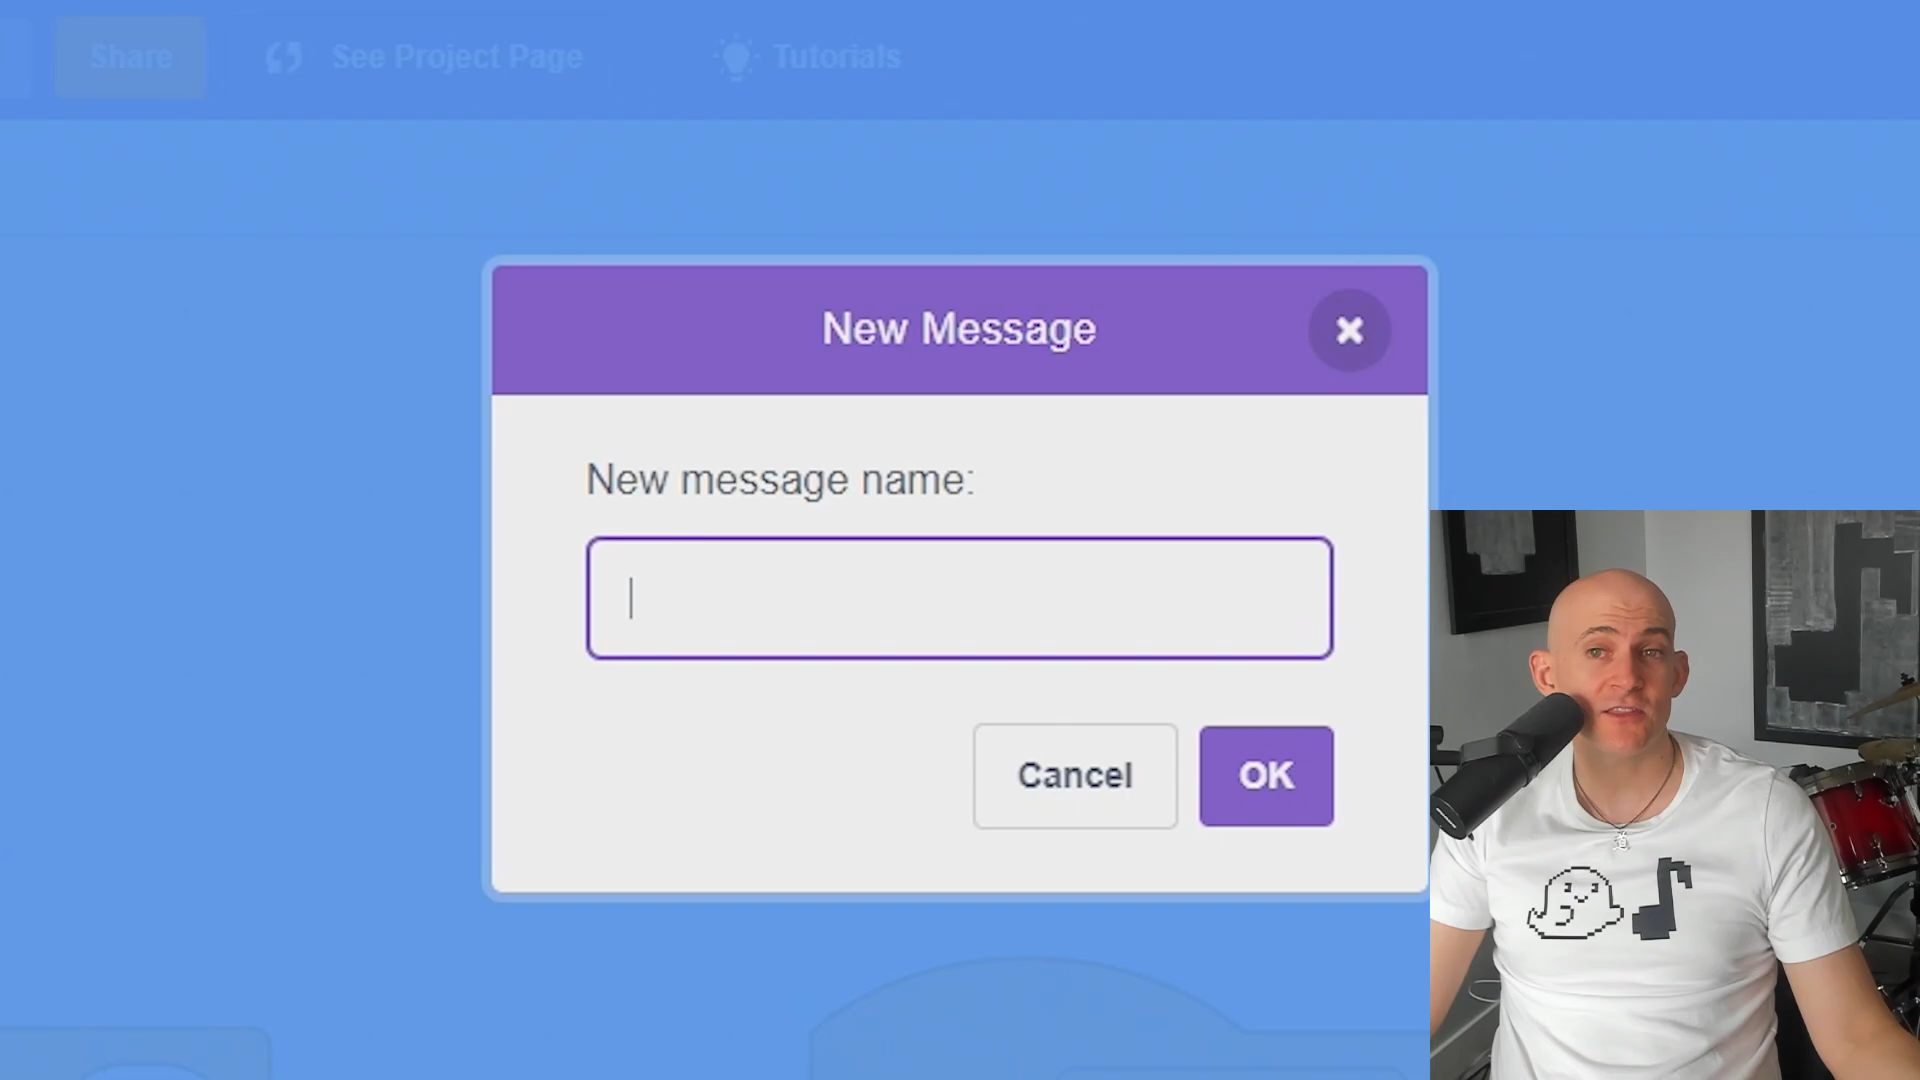 Share
See Project Page
Tutorials
New Message
New message name:
Cancel
OK